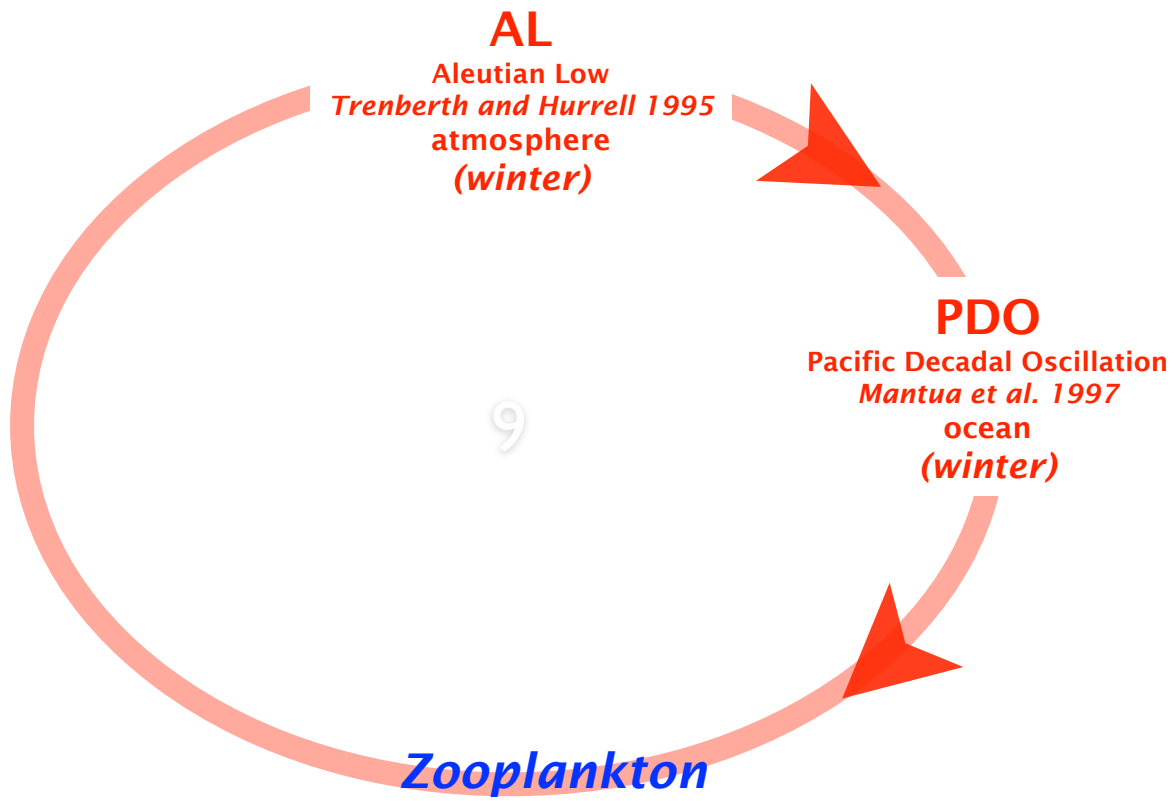 AL
Aleutian Low
Trenberth and Hurrell 1995
atmosphere
(winter)
PDO
Pacific Decadal Oscillation
Mantua et al. 1997
ocean
(winter)
9
Zooplankton